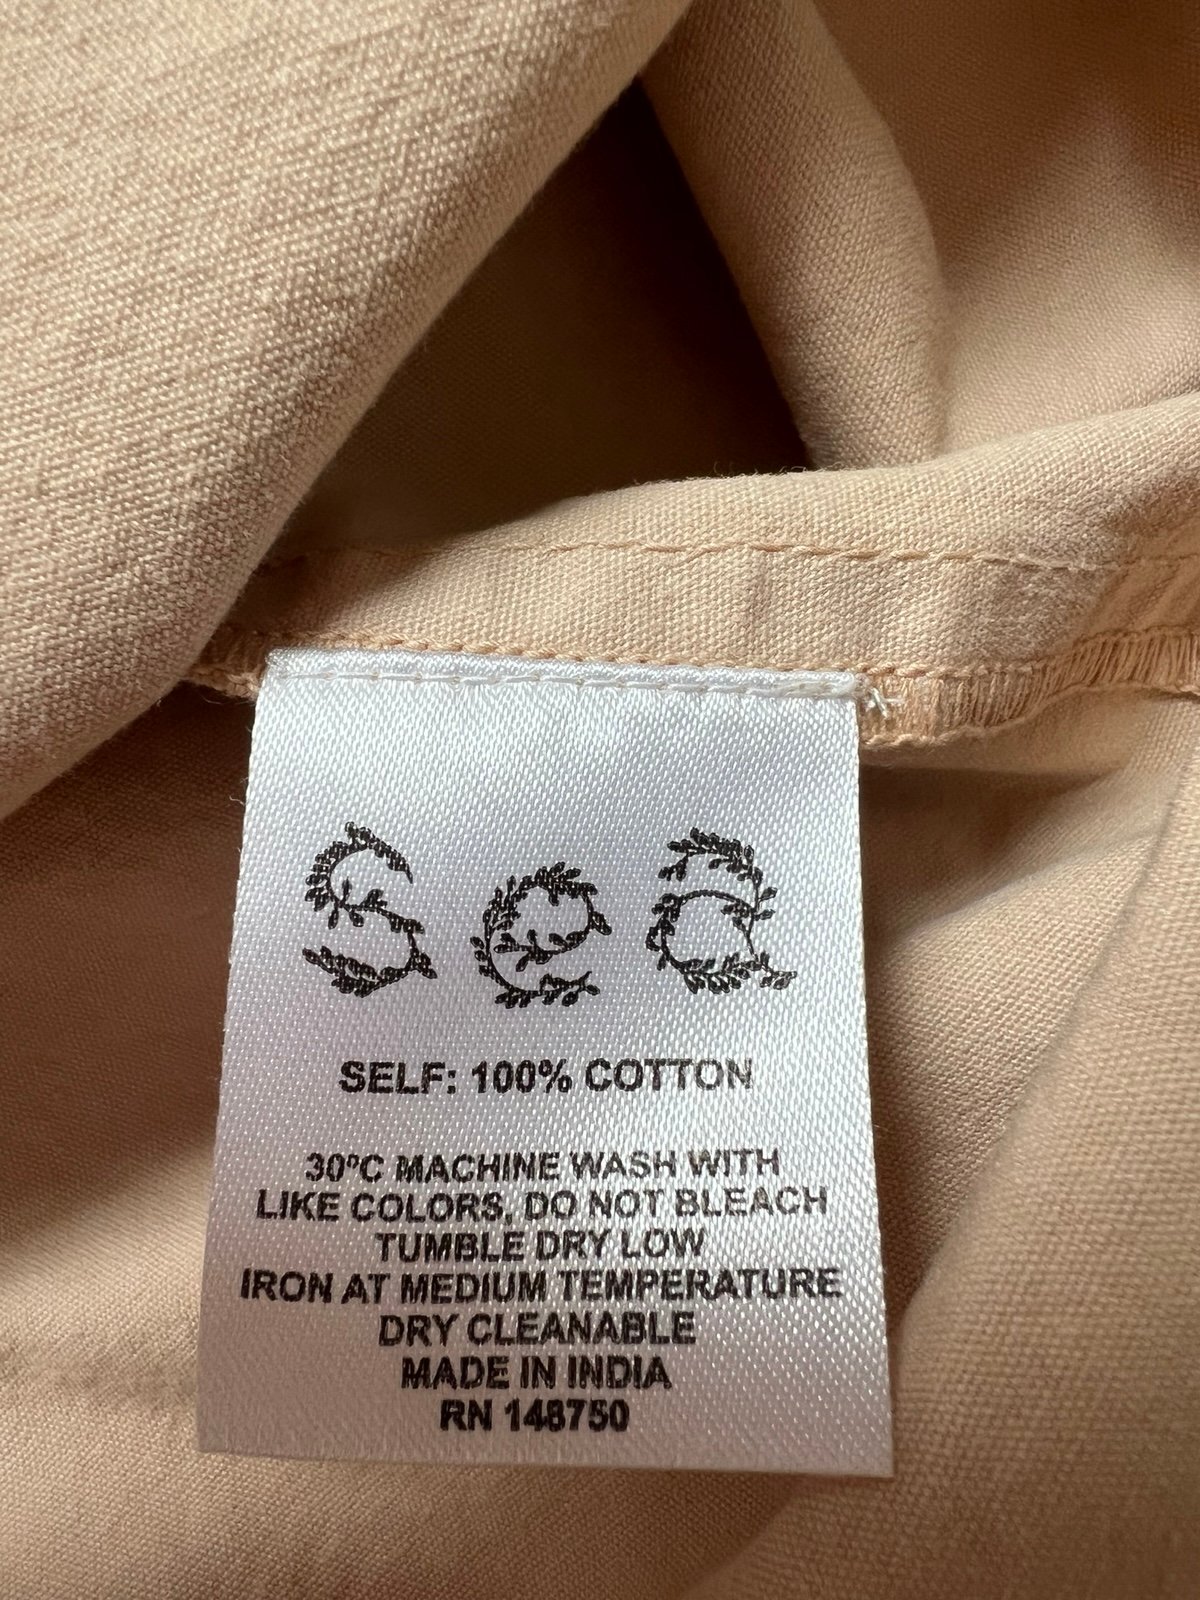 Sea
SELF: 100% COTTON
30ºC MACHINE WASH WITH
LIKE COLORS, DO NOT BLEACH
TUMBLE DRY LOW
IRON AT MEDIUM TEMPERATURE
DRY CLEANABLE
MADE IN INDIA
RN 148750